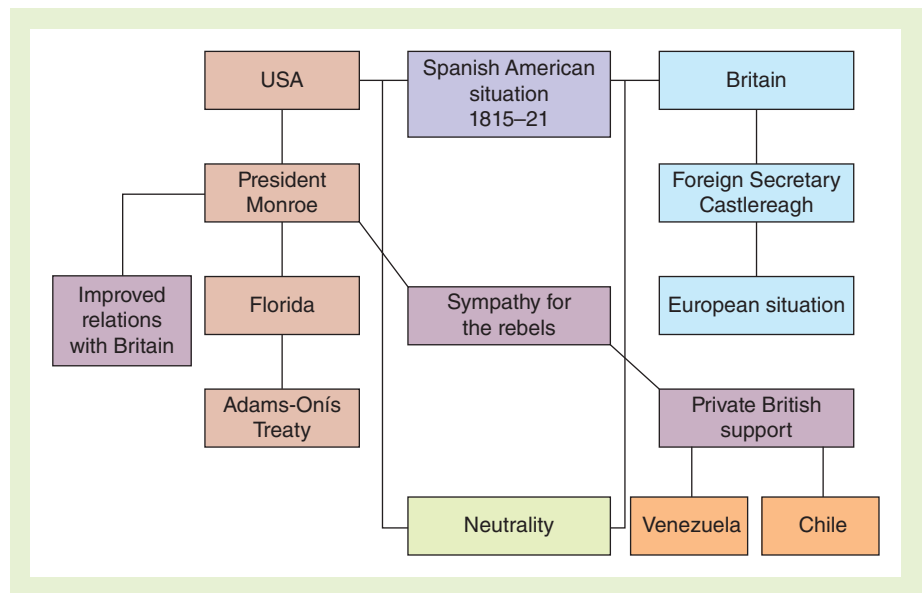 USA
Spanish American
situation
1815–21
Britain
President
Monroe
Foreign Secretary
Castlereagh
Improved
relations
with Britain
Florida
Sympathy for
the rebels
European situation
Adams-Onís
Treaty
Private British
support
Neutrality
Venezuela
Chile